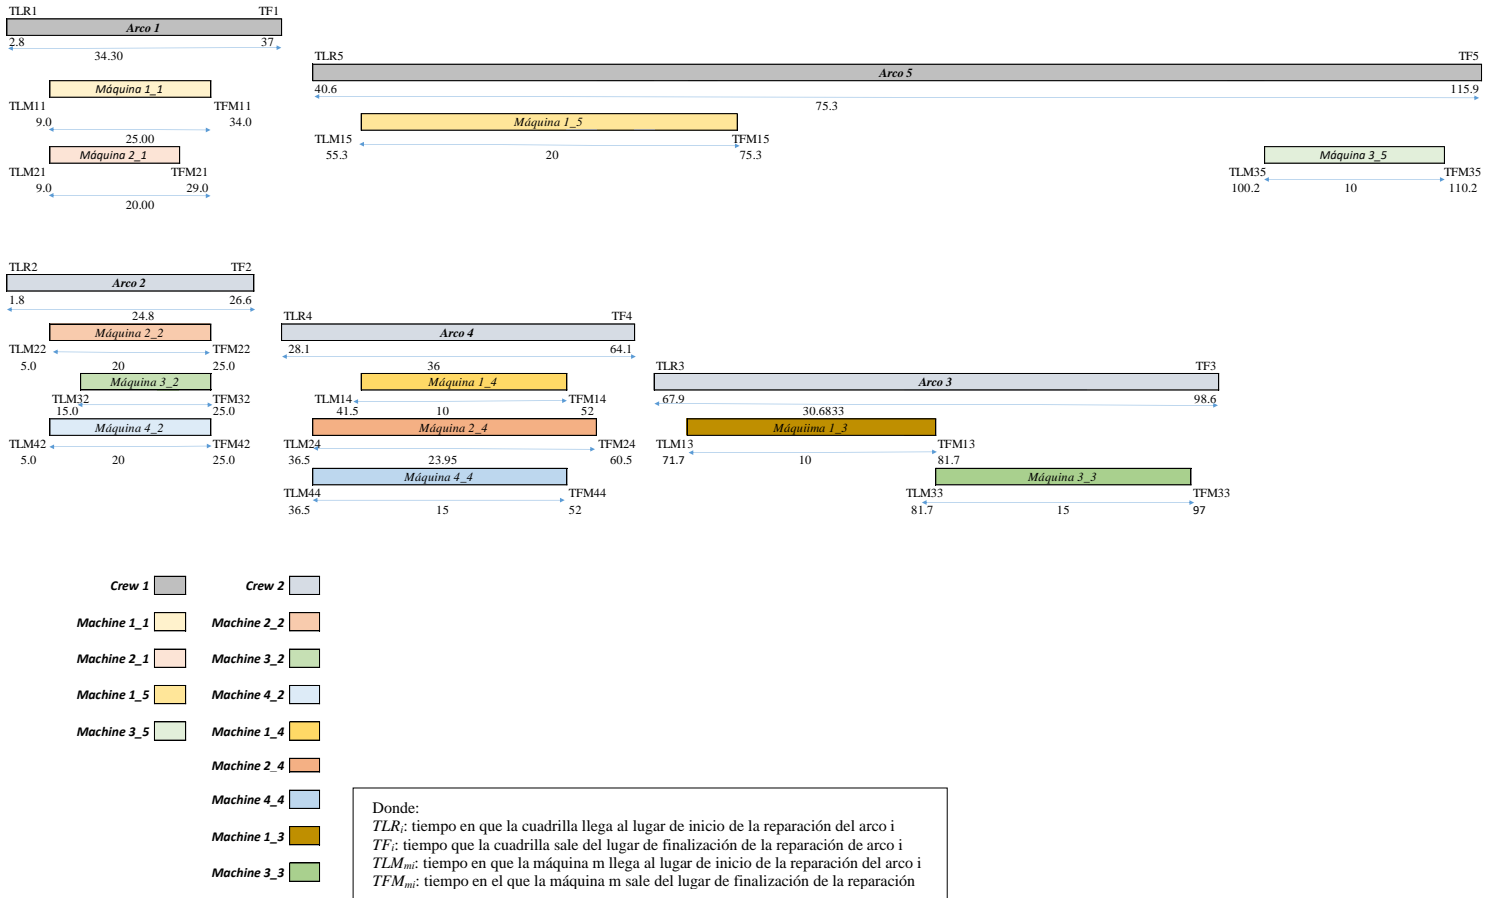 TLR1 TF1
Arco 1
2.8 37
34.30
Máquina 1_1
TLM11 TFM11
9.0 34.0
25.00
Máquina 2_1
TLM21 TFM21
9.0 29.0
20.00
TLR5 TF5
Arco 5
40.6 115.9
75.3
Máquina 1_5
TLM15 TFM15
55.3 20 75.3
Máquina 3_5
TLM35 TFM35
100.2 10 110.2
TLR2 TF2
Arco 2
1.8 26.6
24.8
Máquina 2_2
TLM22 TFM22
5.0 20 25.0
Máquina 3_2
TLM32 TFM32
15.0 25.0
Máquina 4_2
TLM42 TFM42
5.0 20 25.0
TLR4 TF4
Arco 4
28.1 64.1
36
Máquina 1_4
TLM14 TFM14
41.5 10 52
Máquina 2_4
TLM24 TFM24
36.5 23.95 60.5
Máquina 4_4
TLM44 TFM44
36.5 15 52
TLR3 TF3
Arco 3
67.9 98.6
30.6833
Máquiima 1_3
TLM13 TFM13
71.7 10 81.7
Máquina 3_3
TLM33 TFM33
81.7 15 97
Crew 1 Crew 2
Machine 1_1 Machine 2_2
Machine 2_1 Machine 3_2
Machine 1_5 Machine 4_2
Machine 3_5 Machine 1_4
Machine 2_4
Machine 4_4
Machine 1_3
Machine 3_3
Donde:
TLRi: tiempo en que la cuadrilla llega al lugar de inicio de la reparación del arco i
TFi: tiempo que la cuadrilla sale del lugar de finalización de la reparación de arco i
TLMmi: tiempo en que la máquina m llega al lugar de inicio de la reparación del arco i
TFMmi: tiempo en el que la máquina m sale del lugar de finalización de la reparación